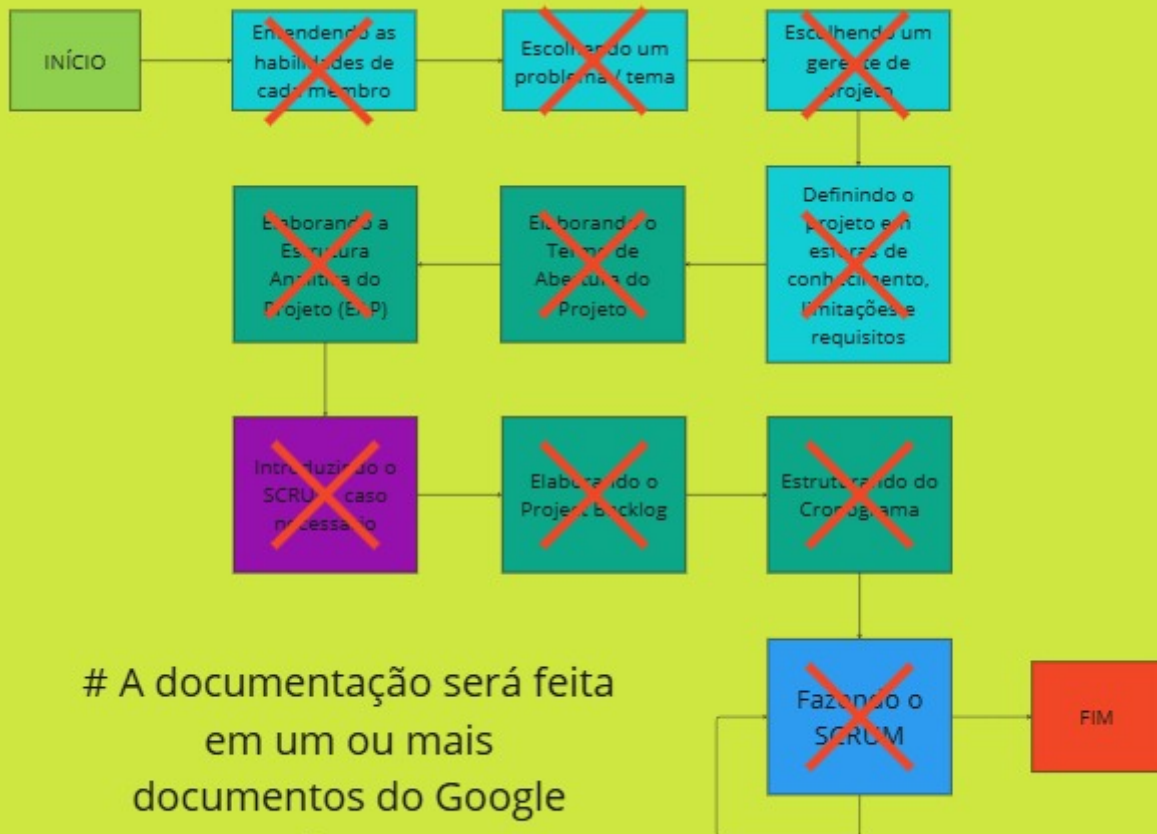 INÍCIO
Entendendo as
habilidades de
cada membro
Escolhendo um
problema / tema
Escolhendo um
gerente de
projeto
Definindo o
projeto em
esferas de
conhecimento,
limitações e
requisitos
Elaborando o
Termo de
Abertura do
Projeto
Elaborando a
Estrutura
Analítica do
Projeto (EAP)
Introduzindo o
SCRUM, caso
necessário
Elaborando o
Project Backlog
Estruturando do
Cronograma
Fazendo o
SCRUM
FIM
# A documentação será feita
em um ou mais
documentos do Google